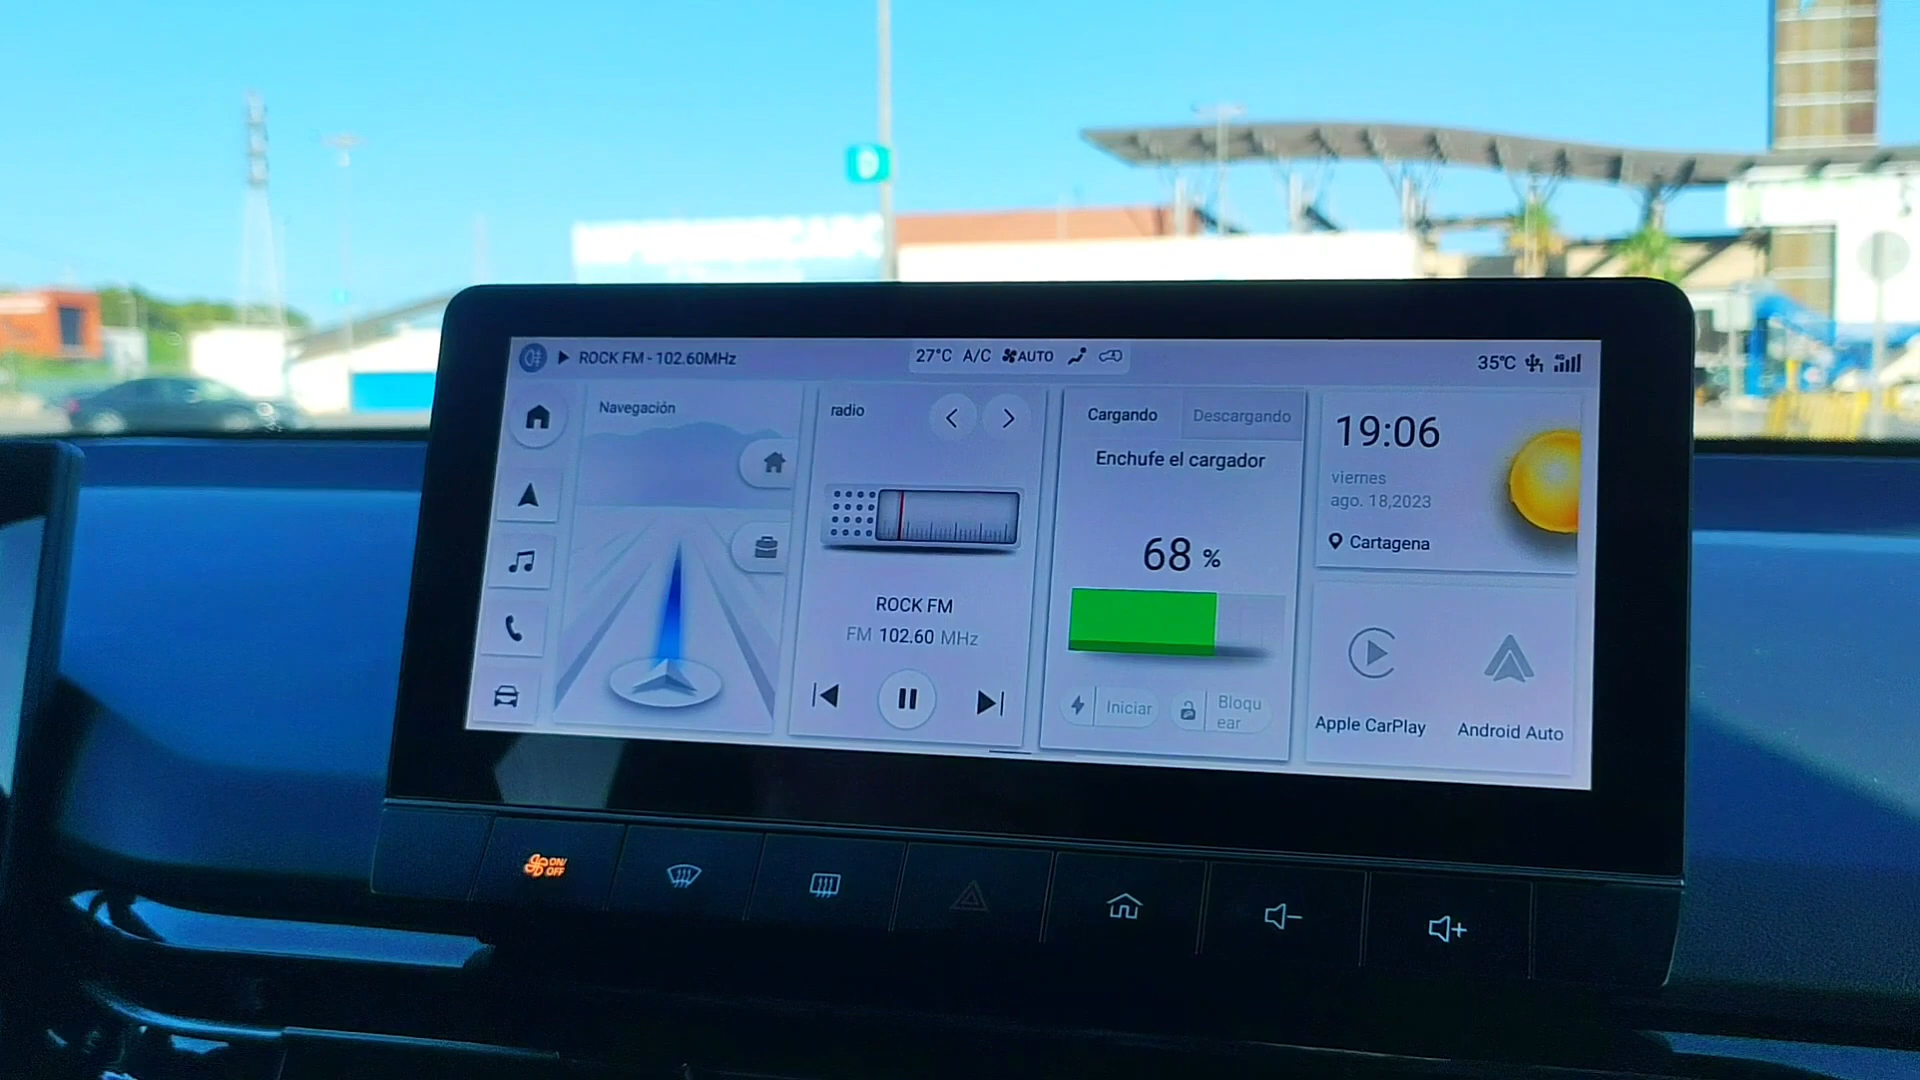 ROCK FM - 102.60MHz
27°C A/C AUTO
35°C
4G
Navegación
radio
ROCK FM
FM 102.60 MHz
Cargando
Descargando
Enchufe el cargador
68 %
Iniciar
Bloqu
ear
19:06
viernes
ago. 18,2023
Cartagena
Apple CarPlay
Android Auto
ON/
OFF